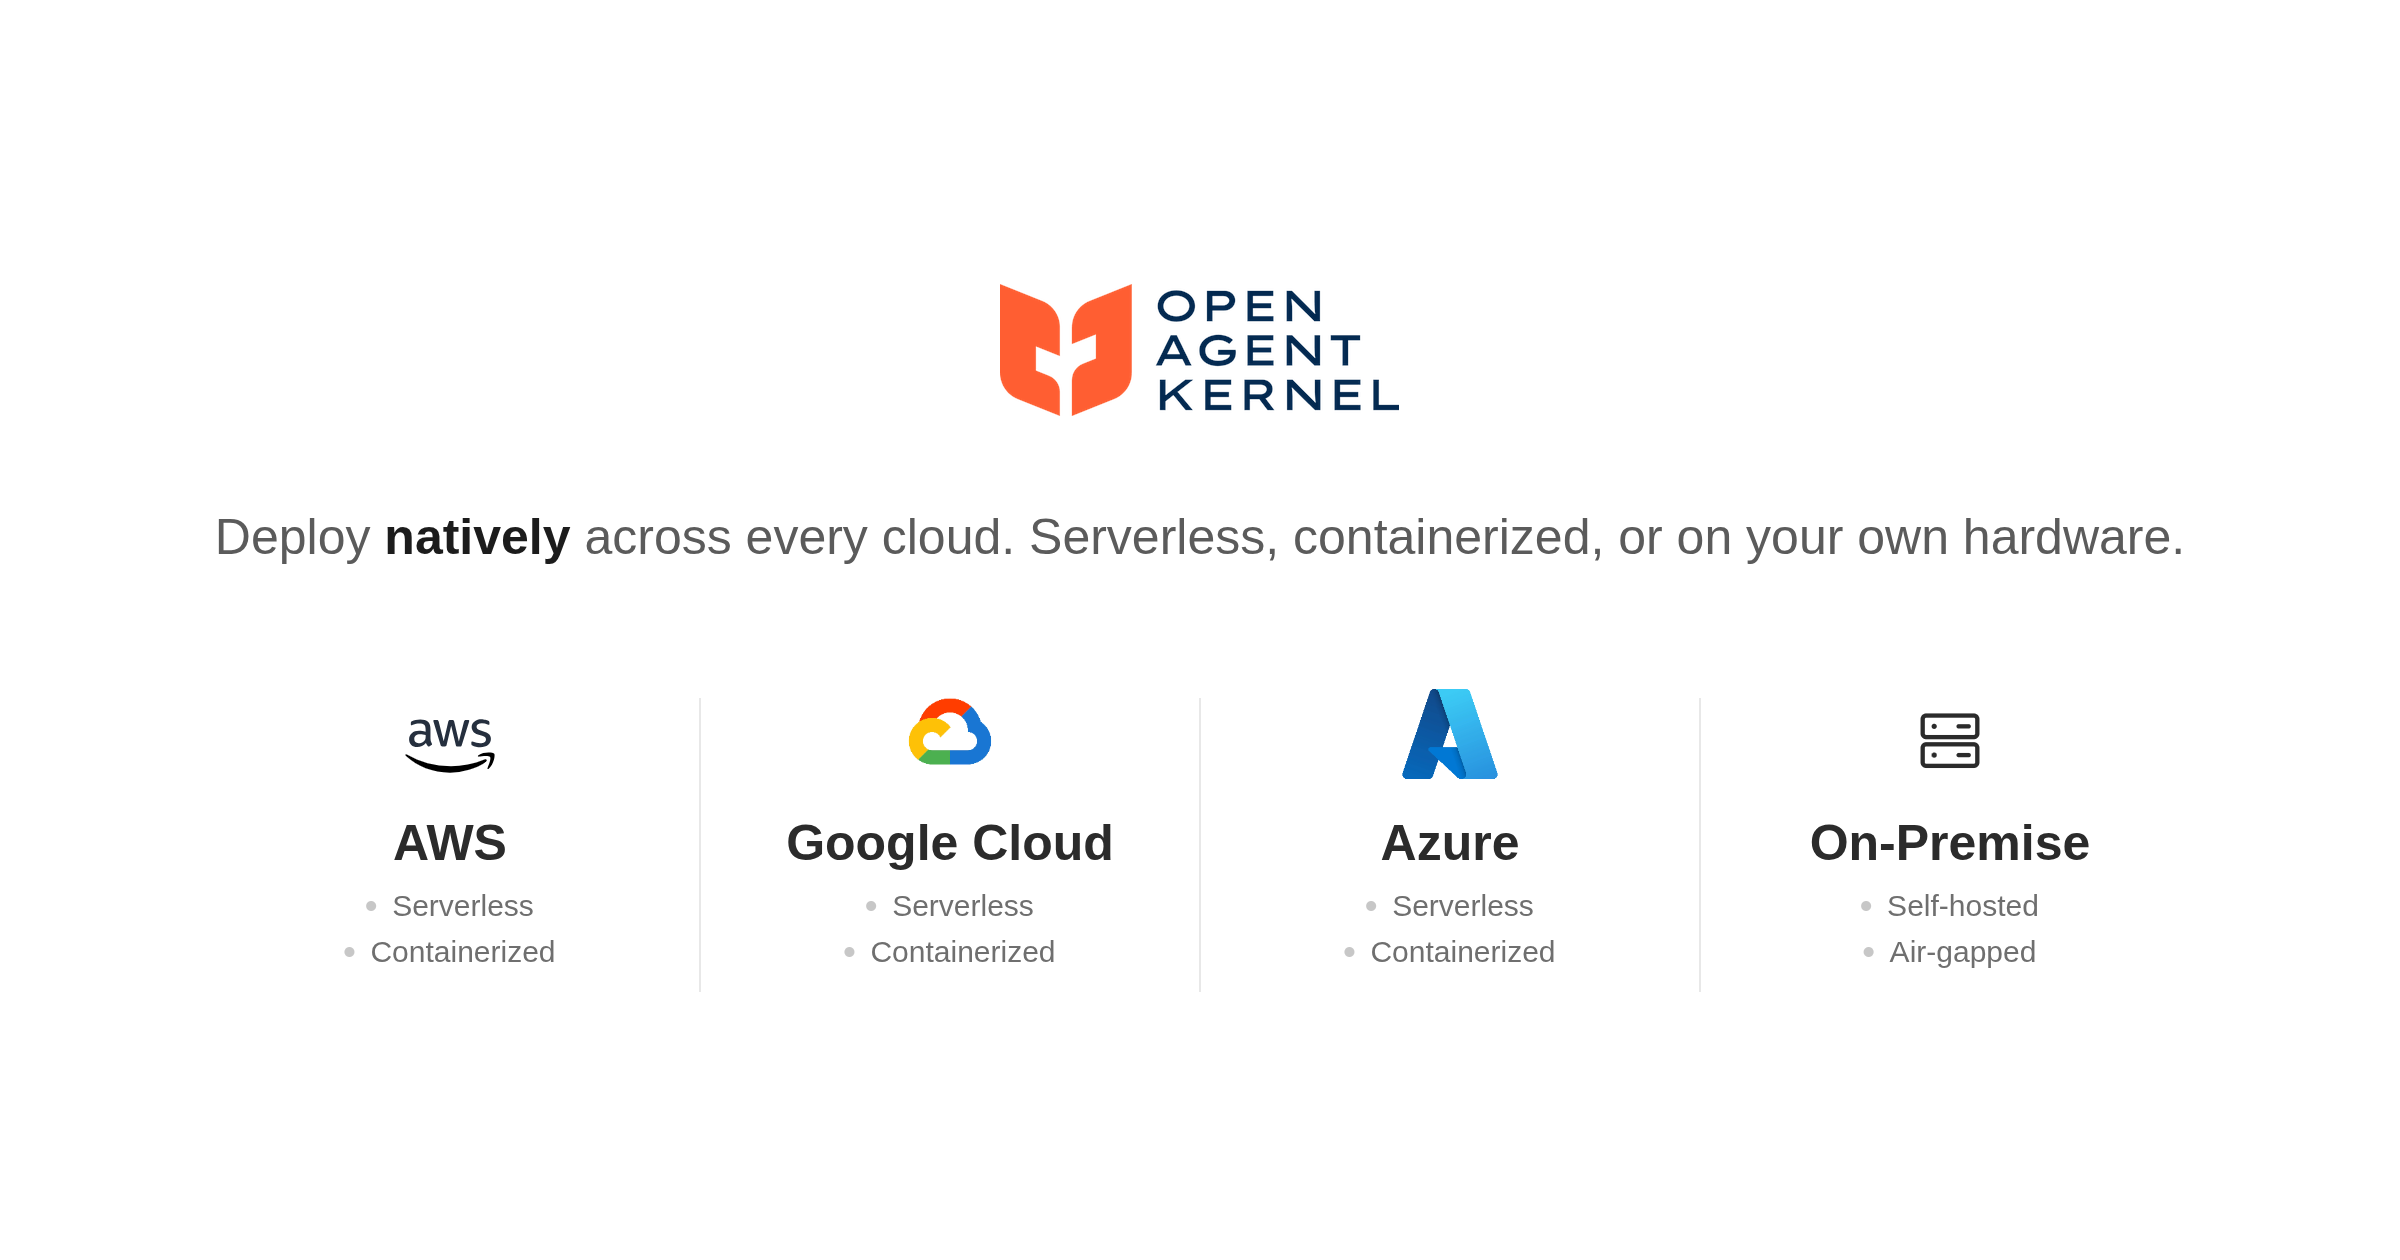 OPEN
AGENT
KERNEL
Deploy natively across every cloud. Serverless, containerized, or on your own hardware.
aws
AWS
Serverless
Containerized
Google Cloud
Serverless
Containerized
Azure
Serverless
Containerized
On-Premise
Self-hosted
Air-gapped